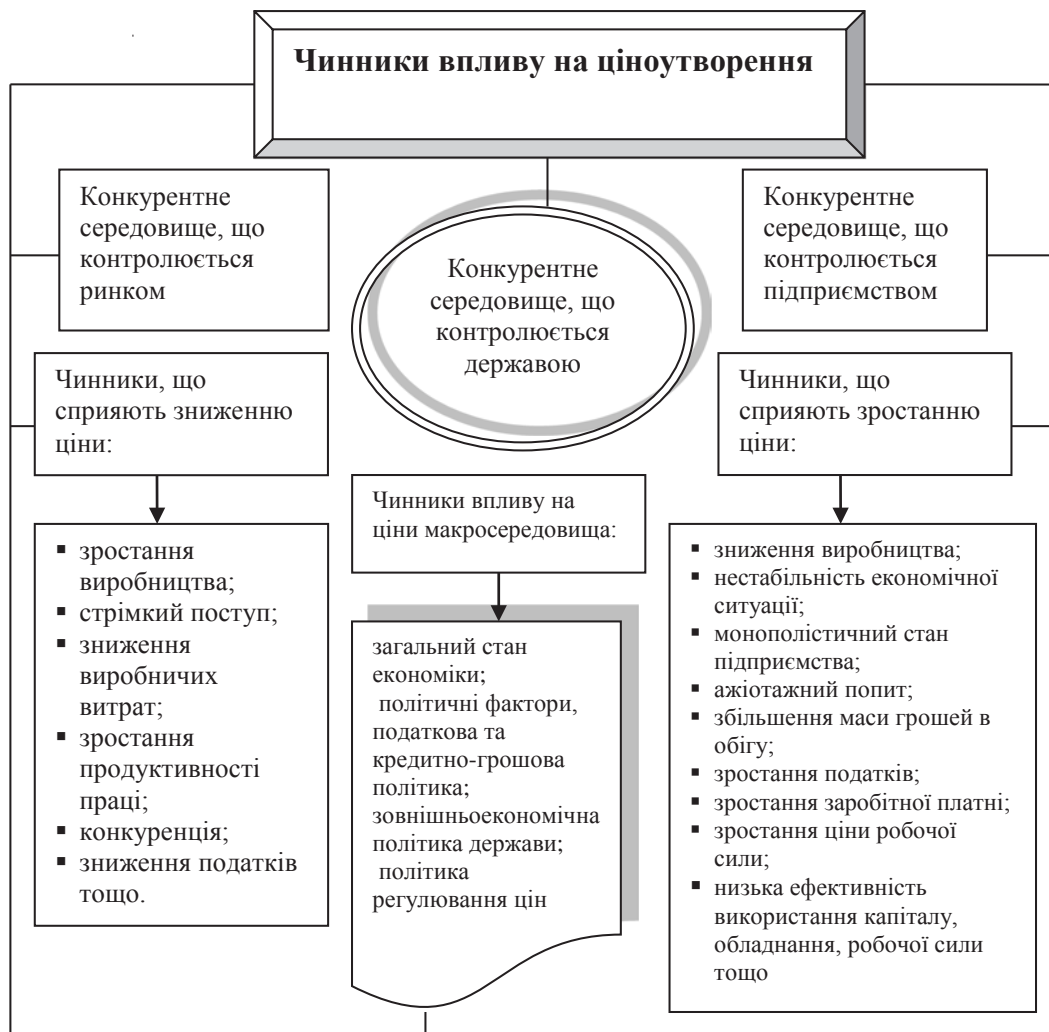 Чинники впливу на ціноутворення
Конкурентне
середовище, що
контролюється
ринком
Конкурентне
середовище, що
контролюється
державою
Конкурентне
середовище, що
контролюється
підприємством
Чинники, що
сприяють зниженню
ціни:
Чинники впливу на
ціни макросередовища:
Чинники, що
сприяють зростанню
ціни:
▪ зростання
виробництва;
▪ стрімкий поступ;
▪ зниження
виробничих
витрат;
▪ зростання
продуктивності
праці;
▪ конкуренція;
▪ зниження податків
тощо.
загальний стан
економіки;
політичні фактори,
податкова та
кредитно-грошова
політика;
зовнішньоекономічна
політика держави;
політика
регулювання цін
▪ зниження виробництва;
▪ нестабільність економічної
ситуації;
▪ монополістичний стан
підприємства;
▪ ажіотажний попит;
▪ збільшення маси грошей в
обігу;
▪ зростання податків;
▪ зростання заробітної платні;
▪ зростання ціни робочої
сили;
▪ низька ефективність
використання капіталу,
обладнання, робочої сили
тощо